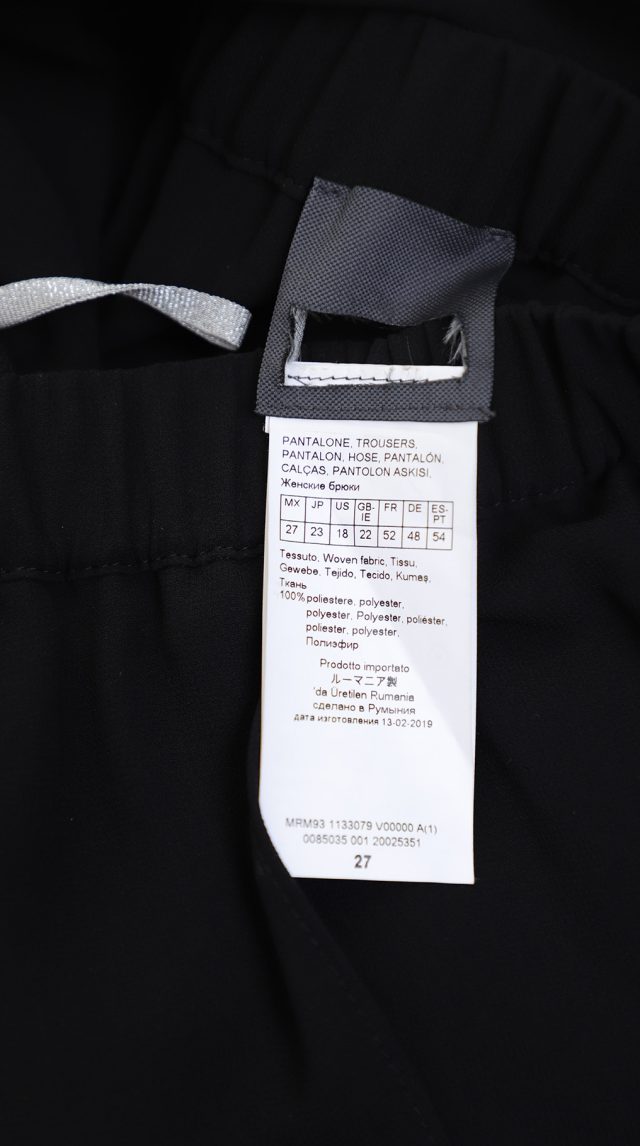 PANTALONE, TROUSERS,
PANTALON, HOSE, PANTALÓN,
CALÇAS, PANTOLON ASKISI,
Женские брюки
MX JP US GB-IE FR DE ES-PT
27 23 18 22 52 48 54
Tessuto, Woven fabric, Tissu,
Gewebe, Tejido, Tecido, Kumaş,
Ткань
100% poliestere, polyester,
polyester, Polyester, poliéster,
poliester, polyester,
Полиэфир
Prodotto importato
ルーマニア製
'da Üretilen Rumania
сделано в Румыния
дата изготовления 13-02-2019
MRM93 1133079 V00000 A(1)
0085035 001 20025351
27